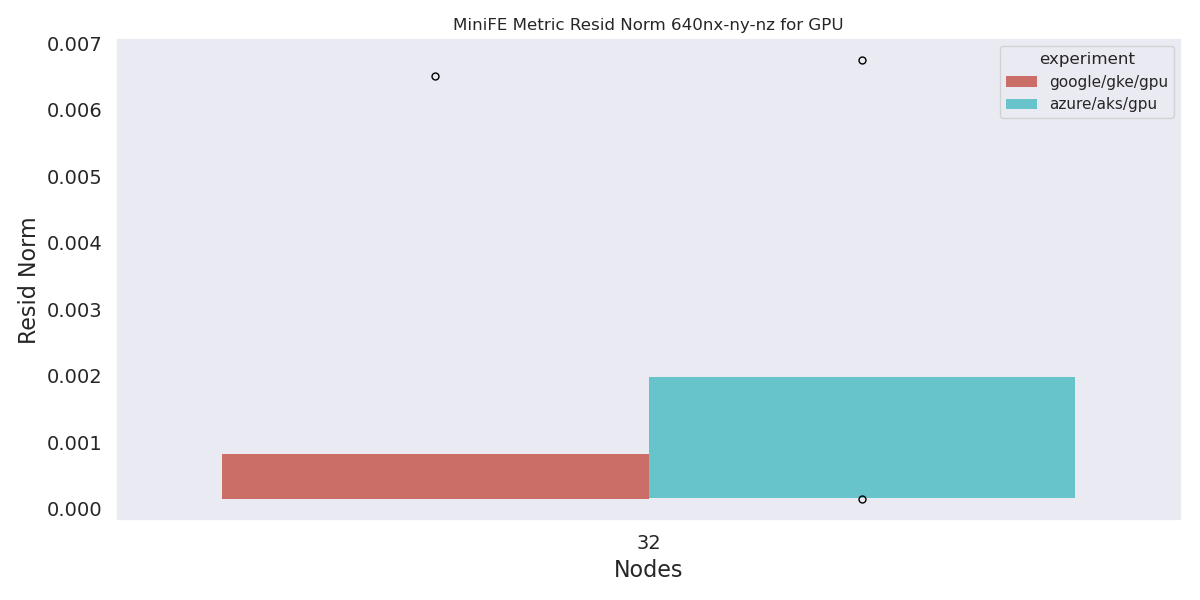 MiniFE Metric Resid Norm 640nx-ny-nz for GPU
experiment
google/gke/gpu
azure/aks/gpu
Resid Norm
0.007
0.006
0.005
0.004
0.003
0.002
0.001
0.000
32
Nodes